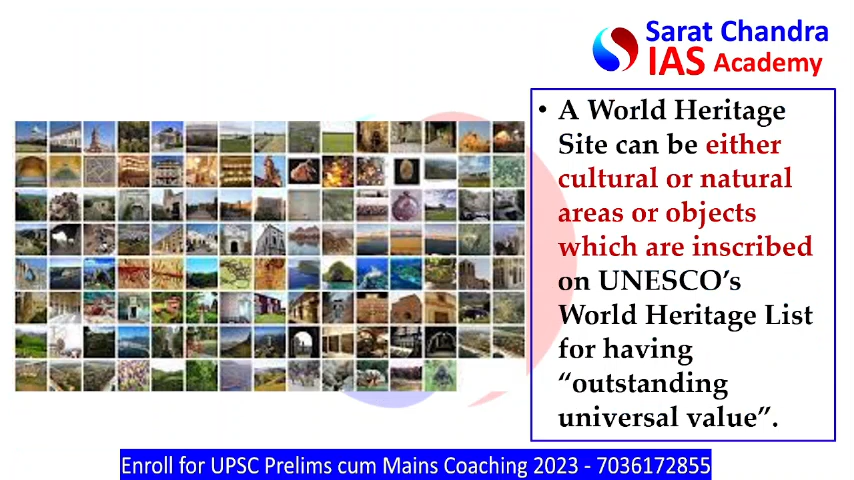 Sarat Chandra
IAS Academy
• A World Heritage
Site can be either
cultural or natural
areas or objects
which are inscribed
on UNESCO’s
World Heritage List
for having
“outstanding
universal value”.
Enroll for UPSC Prelims cum Mains Coaching 2023 - 7036172855